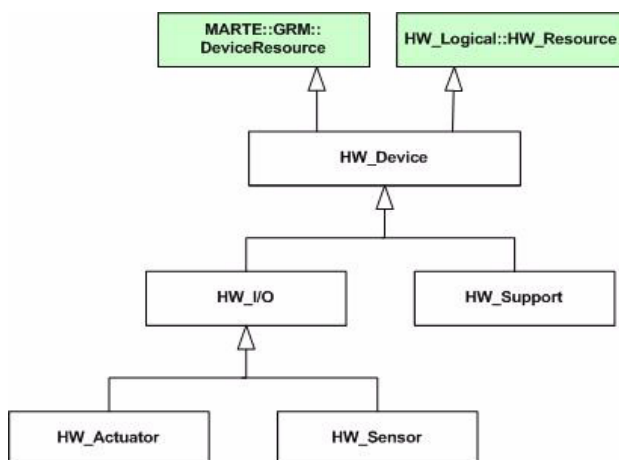 MARTE::GRM::
DeviceResource
HW_Logical::HW_Resource
HW_Device
HW_I/O
HW_Support
HW_Actuator
HW_Sensor